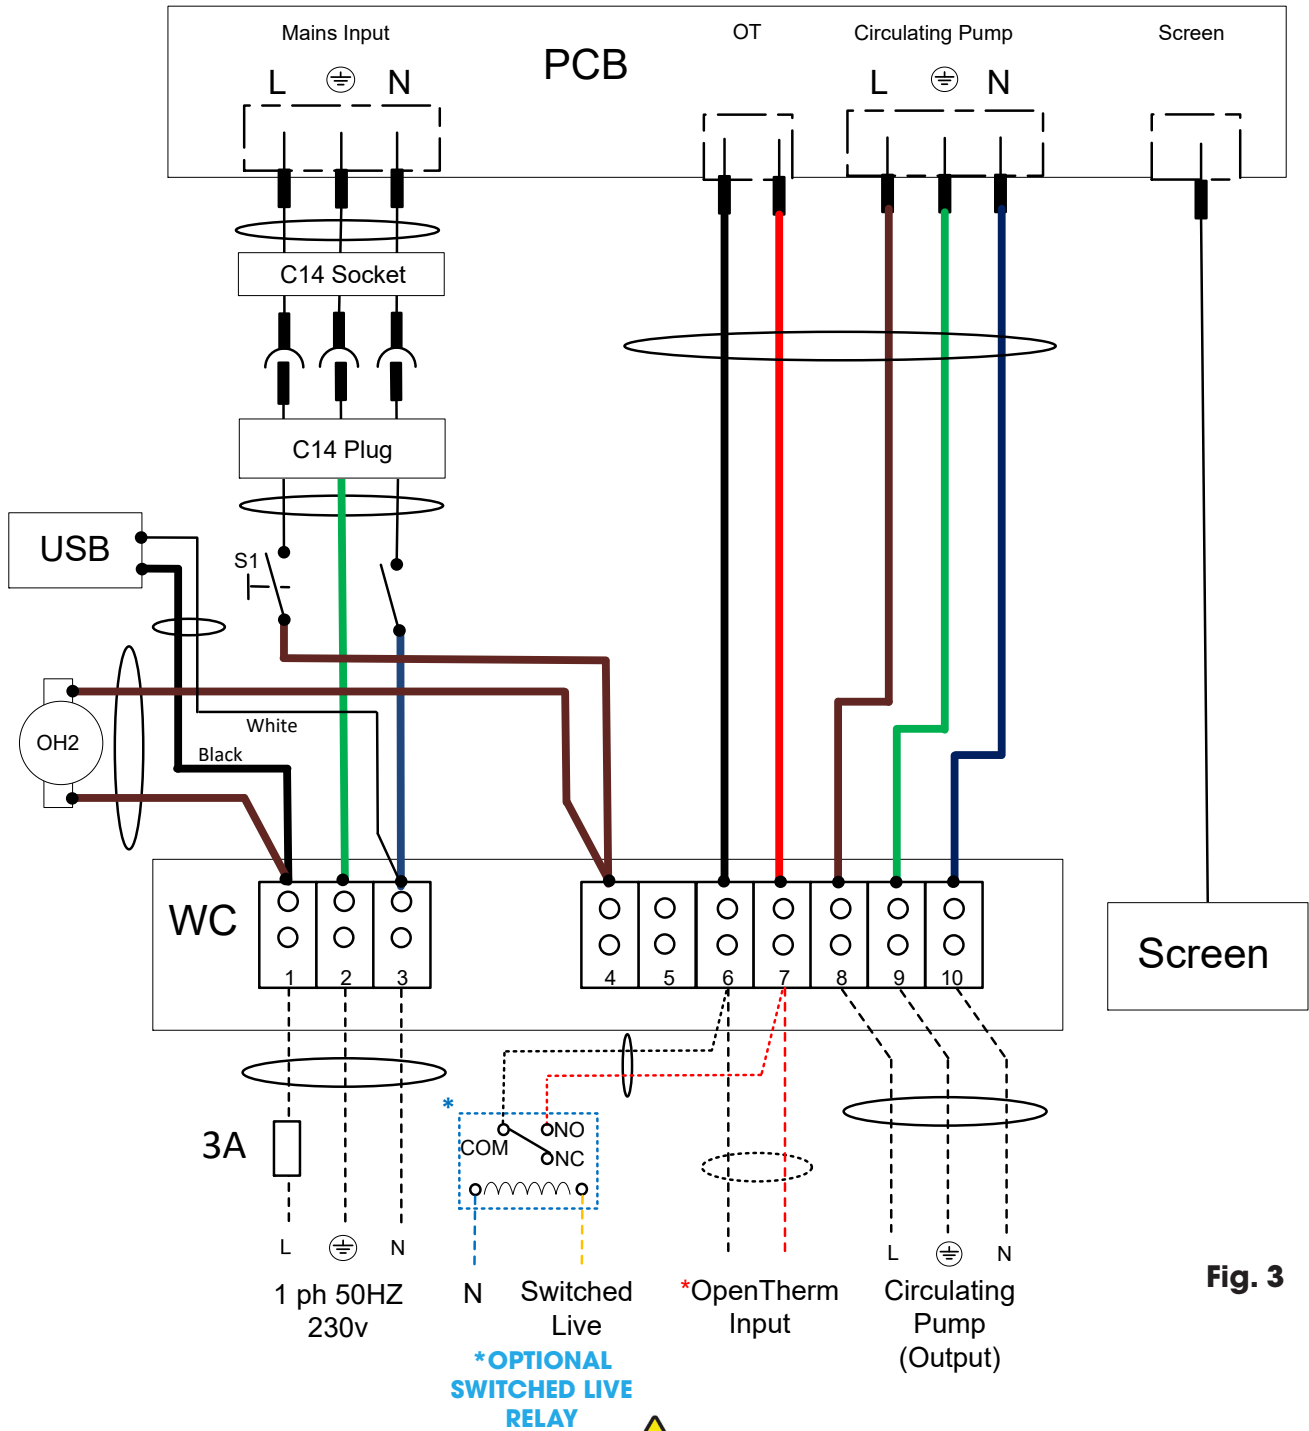 Mains Input
OT
Circulating Pump
Screen
PCB
L
N
L
N
C14 Socket
C14 Plug
USB
S1
White
OH2
Black
WC
Screen
1
2
3
4
5
6
7
8
9
10
*
3A
COM
NO
NC
L
N
L
N
1 ph 50HZ
230v
N
Switched
Live
*OpenTherm
Input
Circulating
Pump
(Output)
Fig. 3
*OPTIONAL
SWITCHED LIVE
RELAY